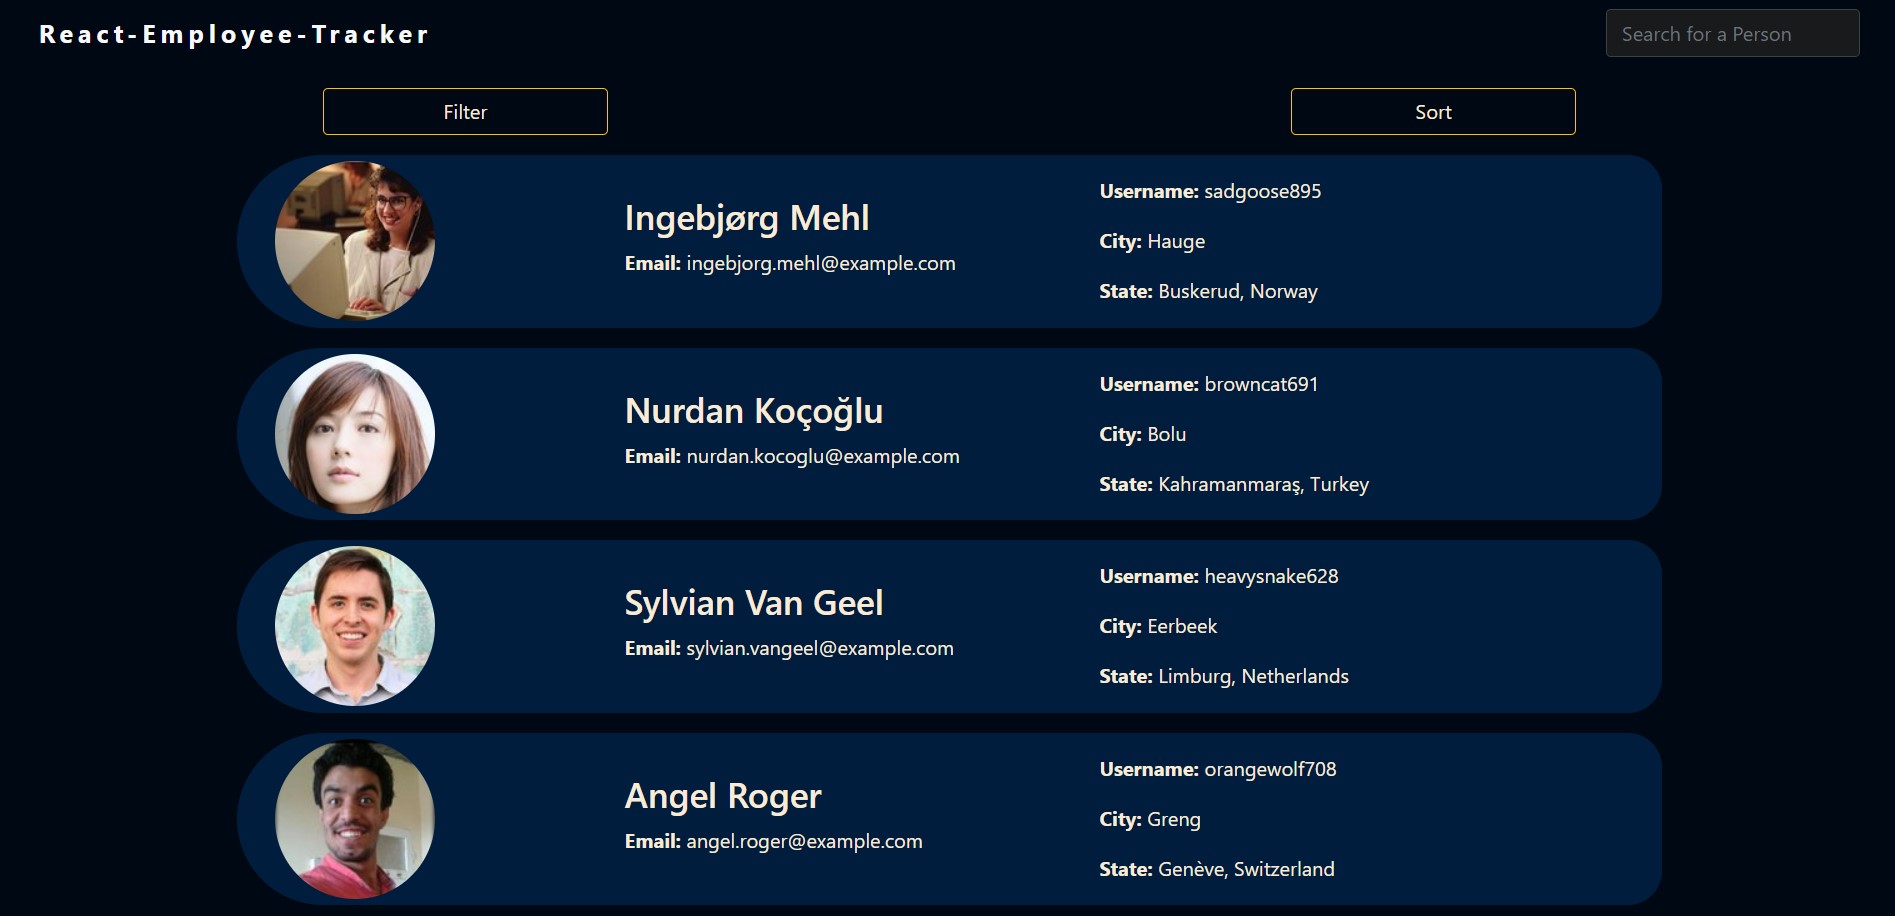 React-Employee-Tracker
Search for a Person
Filter
Sort
Ingebjørg Mehl
Email: ingebjorg.mehl@example.com
Username: sadgoose895
City: Hauge
State: Buskerud, Norway
Nurdan Koçoğlu
Email: nurdan.kocoglu@example.com
Username: browncat691
City: Bolu
State: Kahramanmaraş, Turkey
Sylvian Van Geel
Email: sylvian.vangeel@example.com
Username: heavysnake628
City: Eerbeek
State: Limburg, Netherlands
Angel Roger
Email: angel.roger@example.com
Username: orangewolf708
City: Greng
State: Genève, Switzerland